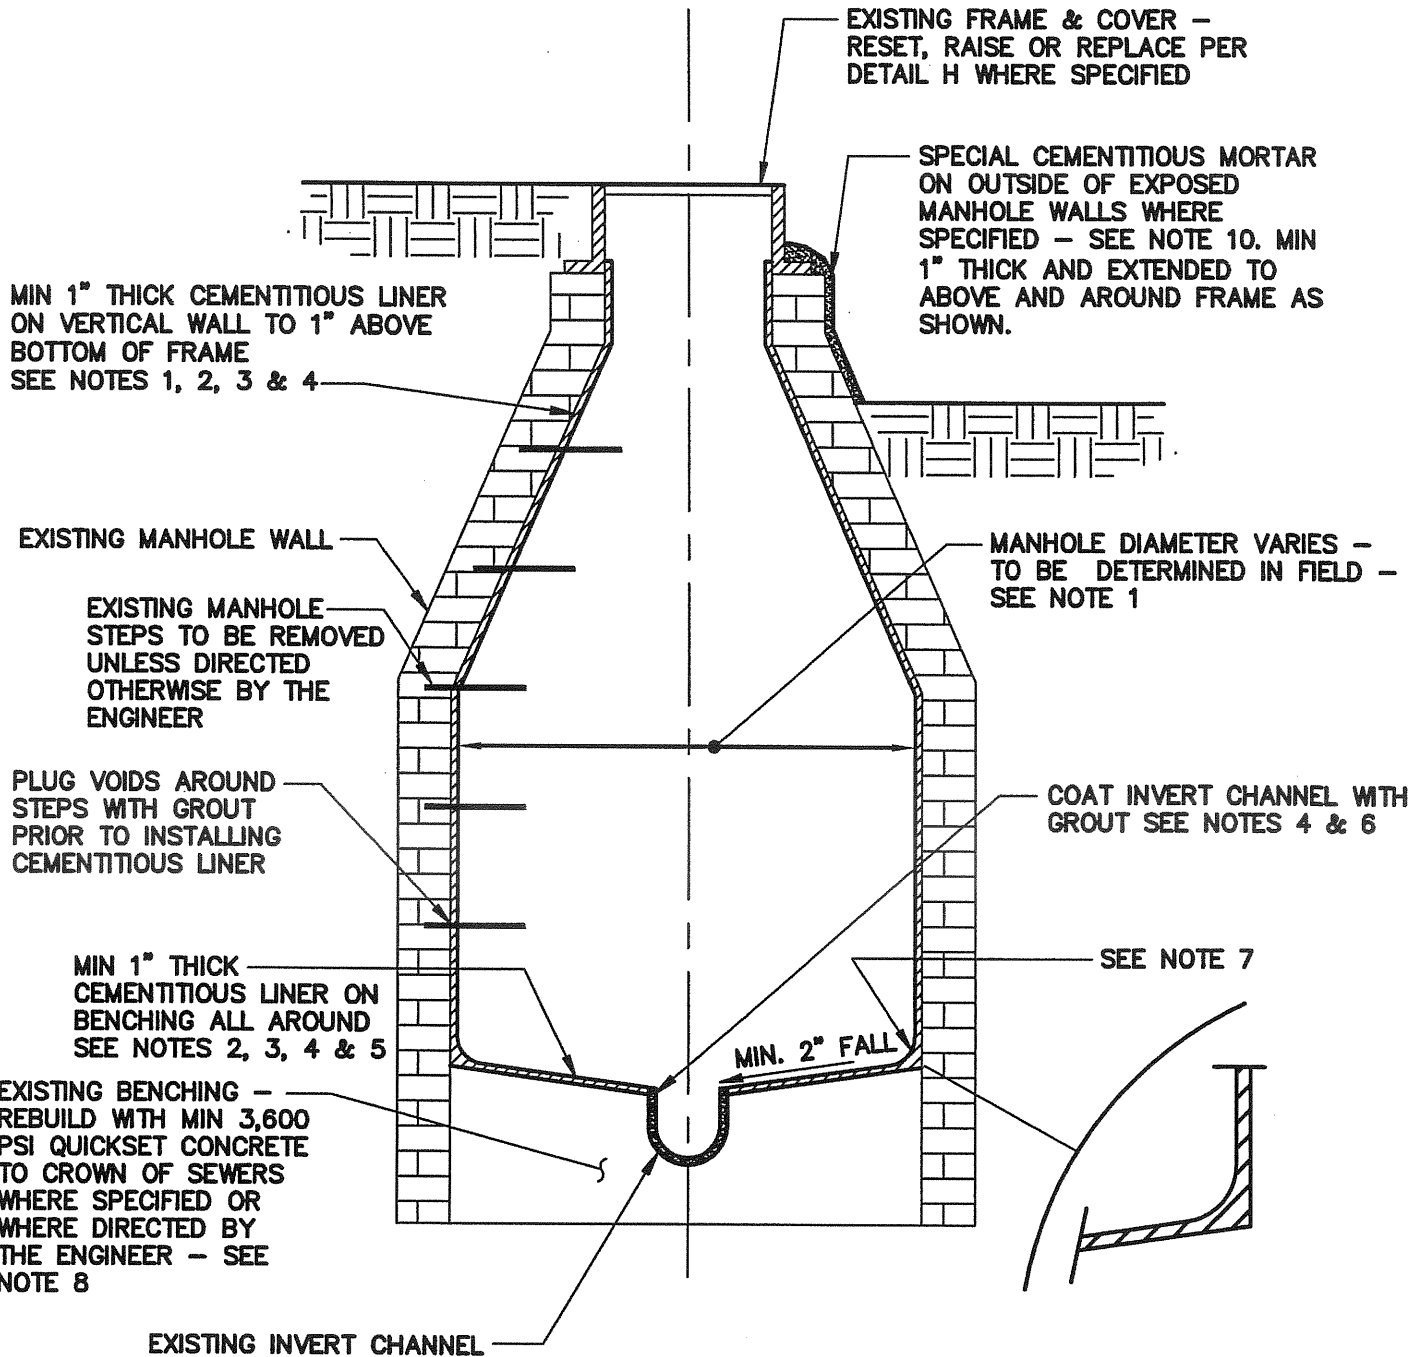 EXISTING FRAME & COVER –
RESET, RAISE OR REPLACE PER
DETAIL H WHERE SPECIFIED
SPECIAL CEMENTITIOUS MORTAR
ON OUTSIDE OF EXPOSED
MANHOLE WALLS WHERE
SPECIFIED – SEE NOTE 10. MIN
1" THICK AND EXTENDED TO
ABOVE AND AROUND FRAME AS
SHOWN.
MIN 1" THICK CEMENTITIOUS LINER
ON VERTICAL WALL TO 1" ABOVE
BOTTOM OF FRAME
SEE NOTES 1, 2, 3 & 4
EXISTING MANHOLE WALL
MANHOLE DIAMETER VARIES –
TO BE DETERMINED IN FIELD –
SEE NOTE 1
EXISTING MANHOLE
STEPS TO BE REMOVED
UNLESS DIRECTED
OTHERWISE BY THE
ENGINEER
PLUG VOIDS AROUND
STEPS WITH GROUT
PRIOR TO INSTALLING
CEMENTITIOUS LINER
COAT INVERT CHANNEL WITH
GROUT SEE NOTES 4 & 6
MIN 1" THICK
CEMENTITIOUS LINER ON
BENCHING ALL AROUND
SEE NOTES 2, 3, 4 & 5
SEE NOTE 7
MIN. 2" FALL
EXISTING BENCHING –
REBUILD WITH MIN 3,600
PSI QUICKSET CONCRETE
TO CROWN OF SEWERS
WHERE SPECIFIED OR
WHERE DIRECTED BY
THE ENGINEER – SEE
NOTE 8
EXISTING INVERT CHANNEL